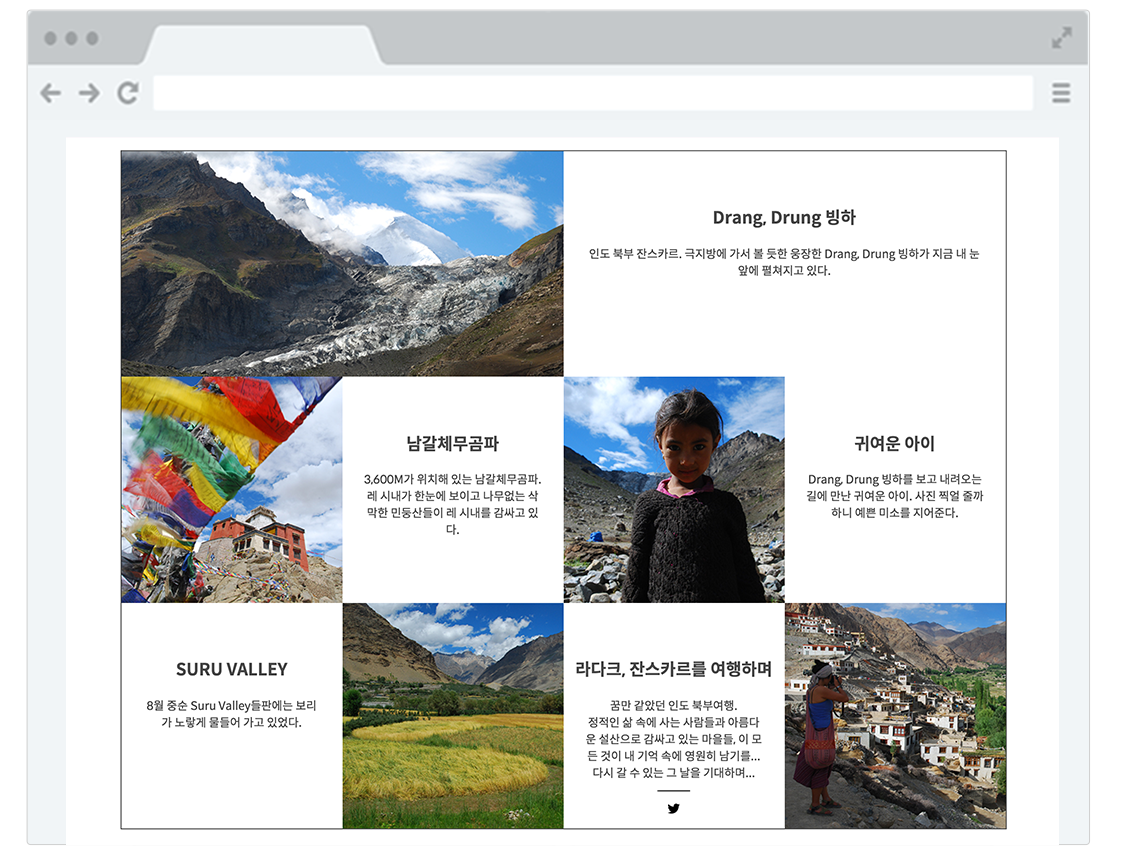 Drang, Drung 빙하
인도 북부 잔스카르. 극지방에 가서 볼 듯한 웅장한 Drang, Drung 빙하가 지금 내 눈
앞에 펼쳐지고 있다.
남갈체무곰파
3,600M가 위치해 있는 남갈체무곰파.
레 시내가 한눈에 보이고 나무없는 삭
막한 민둥산들이 레 시내를 감싸고 있
다.
귀여운 아이
Drang, Drung 빙하를 보고 내려오는
길에 만난 귀여운 아이. 사진 찍얼 줄까
하니 예쁜 미소를 지어준다.
SURU VALLEY
8월 중순 Suru Valley들판에는 보리
가 노랗게 물들어 가고 있었다.
라다크, 잔스카르를 여행하며
꿈만 같았던 인도 북부여행.
정적인 삶 속에 사는 사람들과 아름다
운 설산으로 감싸고 있는 마을들, 이 모
든 것이 내 기억 속에 영원히 남기를...
다시 갈 수 있는 그 날을 기대하며...